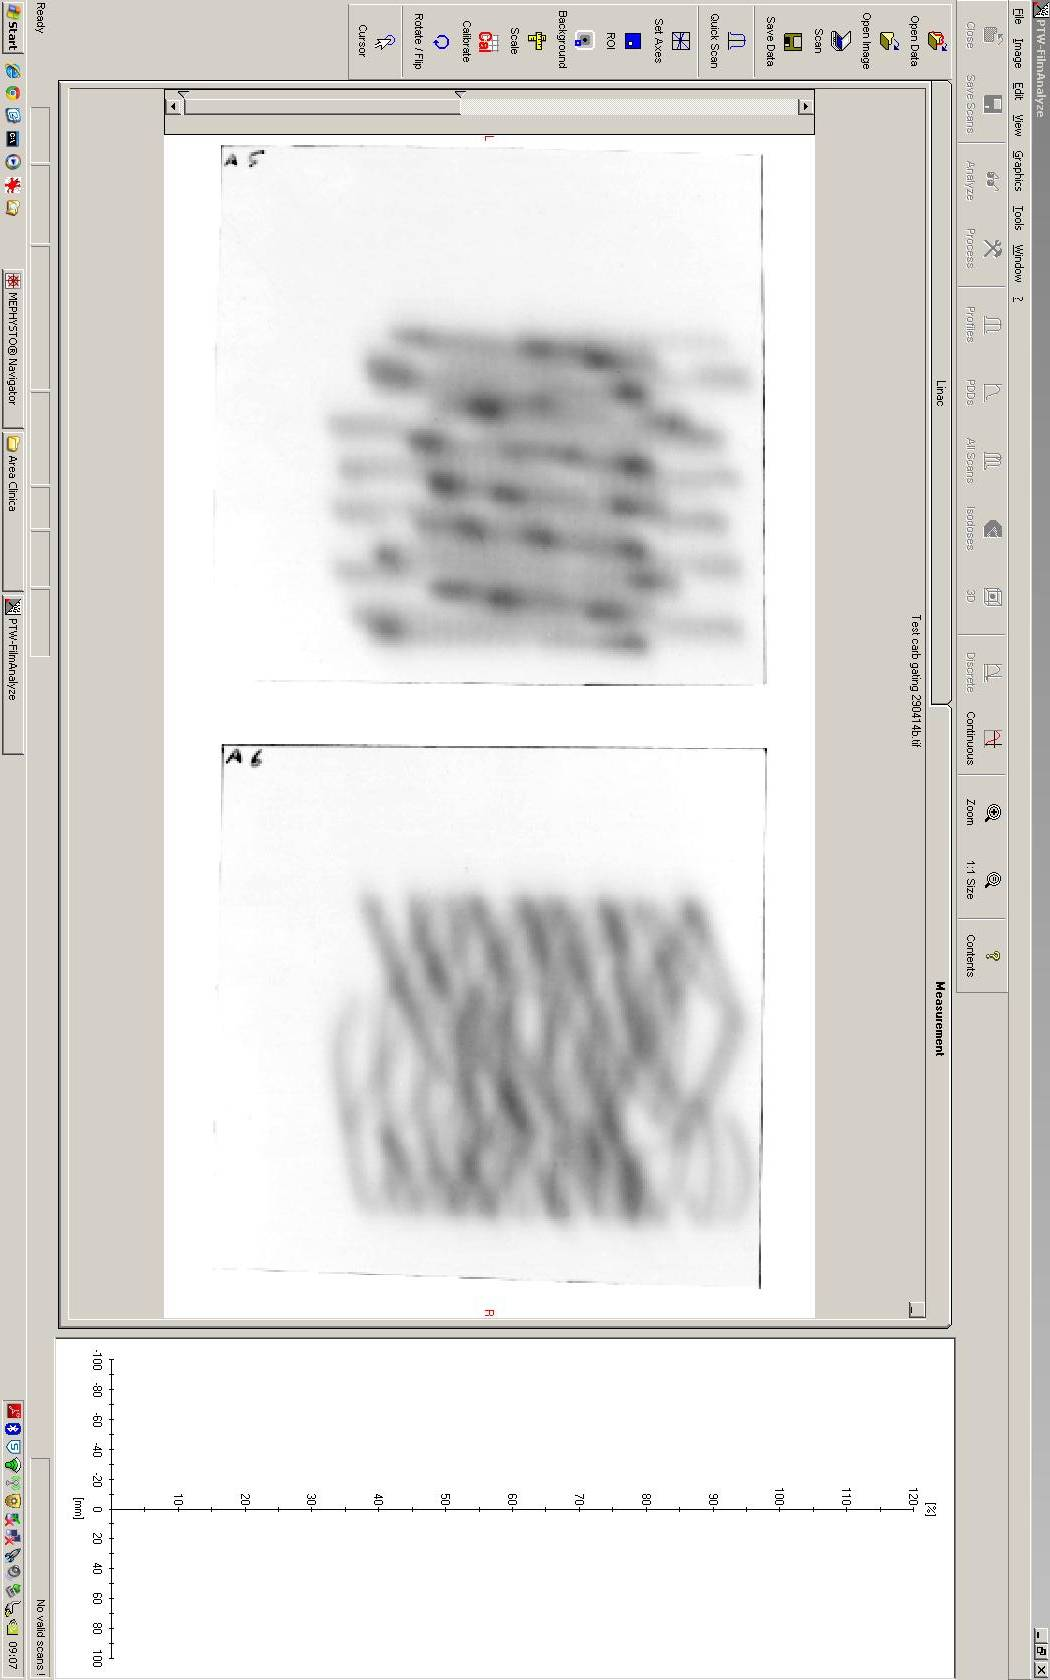 PTW-FilmAnalyze
File Image Edit View Graphics Tools Window ?
Close Save Scans Analyze Process Profiles PDDs All Scans Isodoses 3D Discrete Continuous Zoom 1:1 Size Contents
Linac Measurement
Open Data
Open Image
Scan
Save Data
Quick Scan
Set Axes
ROI
Background
Scale
Calibrate
Rotate / Flip
Cursor
Test carb gating 290414b.tif
L
R
A 5
A 6
[%]
120
110
100
90
80
70
60
50
40
30
20
10
-100 -80 -60 -40 -20 0 20 40 60 80 100
[mm]
Ready
No valid scans !
Start MEPHYSTO® Navigator Area Clinica PTW-FilmAnalyze 09:07